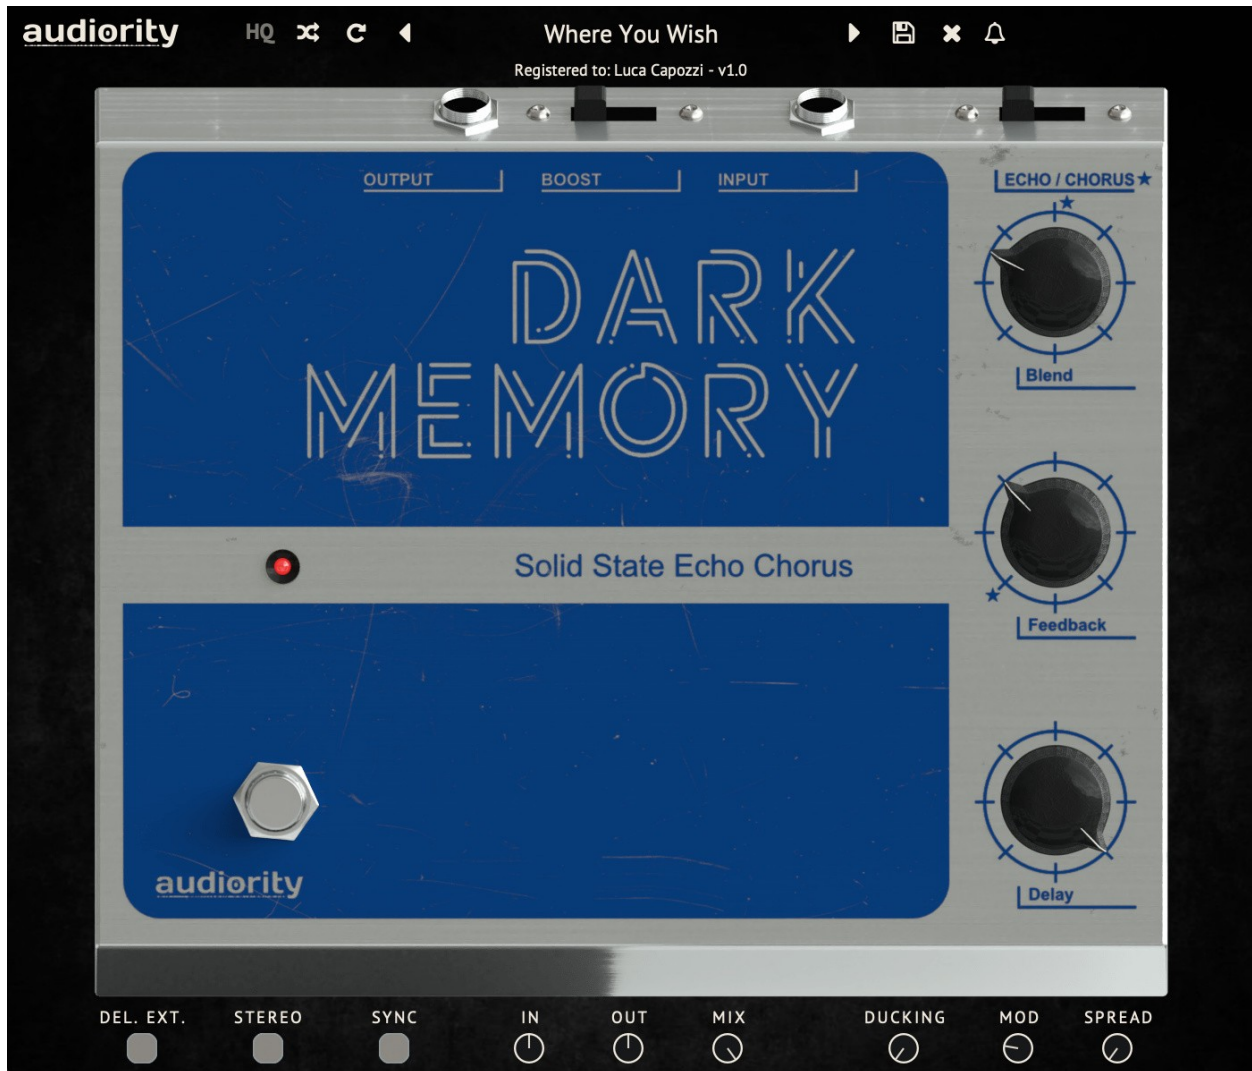 audiority HQ Where You Wish
Registered to: Luca Capozzi - v1.0
OUTPUT BOOST INPUT ECHO / CHORUS★
★
DARK
MEMORY
Blend
Solid State Echo Chorus
★
Feedback
audiority
Delay
DEL. EXT. STEREO SYNC IN OUT MIX DUCKING MOD SPREAD